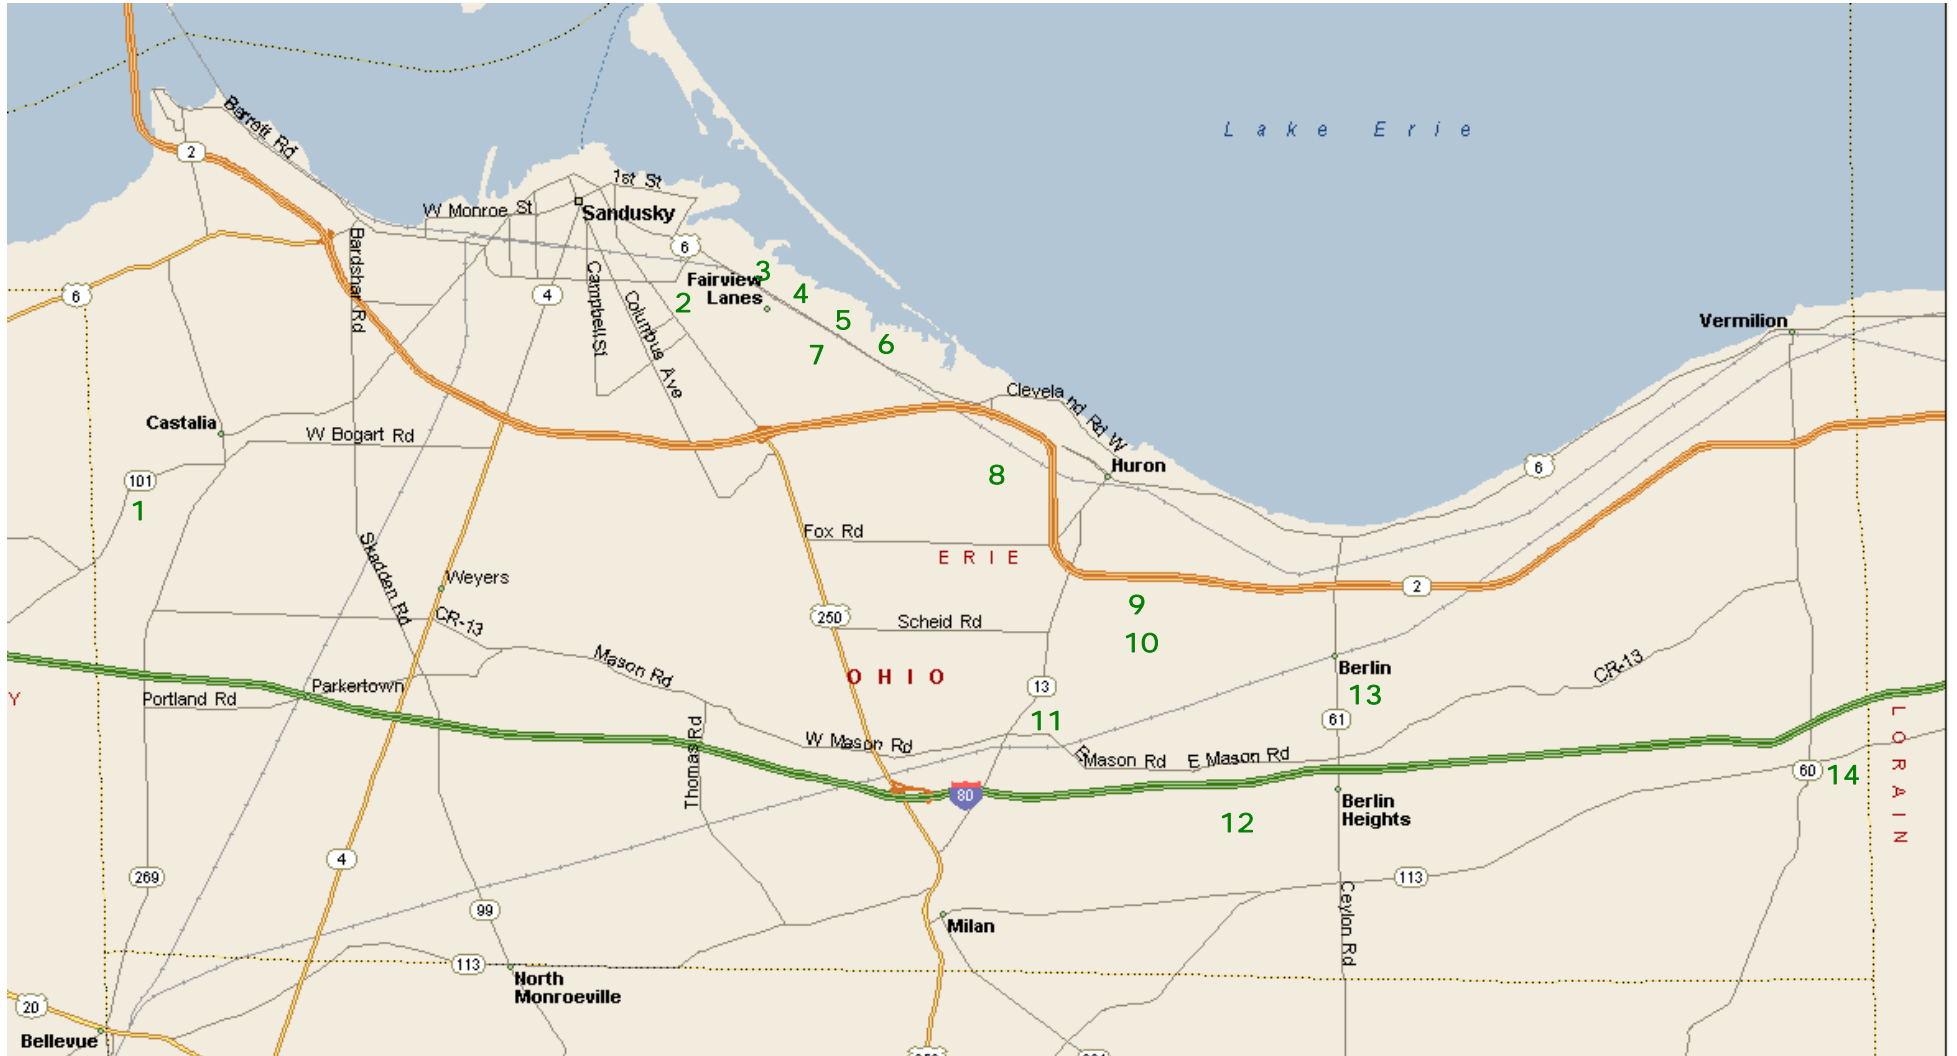 Lake Erie
Barrett Rd
2
1st St
W Monroe St
Sandusky
6
Bardshar Rd
3
Fairview
Lanes
4
6
4
Campbell St
Columbus Ave
2
5
7
6
Vermilion
Cleveland Rd W
Castalia
W Bogart Rd
Huron
6
101
8
1
Fox Rd
ERIE
Skadden Rd
Weyers
2
9
CR-13
250
Scheid Rd
10
Mason Rd
Berlin
CR-13
OHIO
13
Y
Portland Rd
Parkertown
13
61
11
LORAIN
Thomas Rd
W Mason Rd
E Mason Rd
E Mason Rd
60
14
80
Berlin
Heights
12
4
269
113
99
Ceylon Rd
Milan
113
North
Monroeville
20
Bellevue